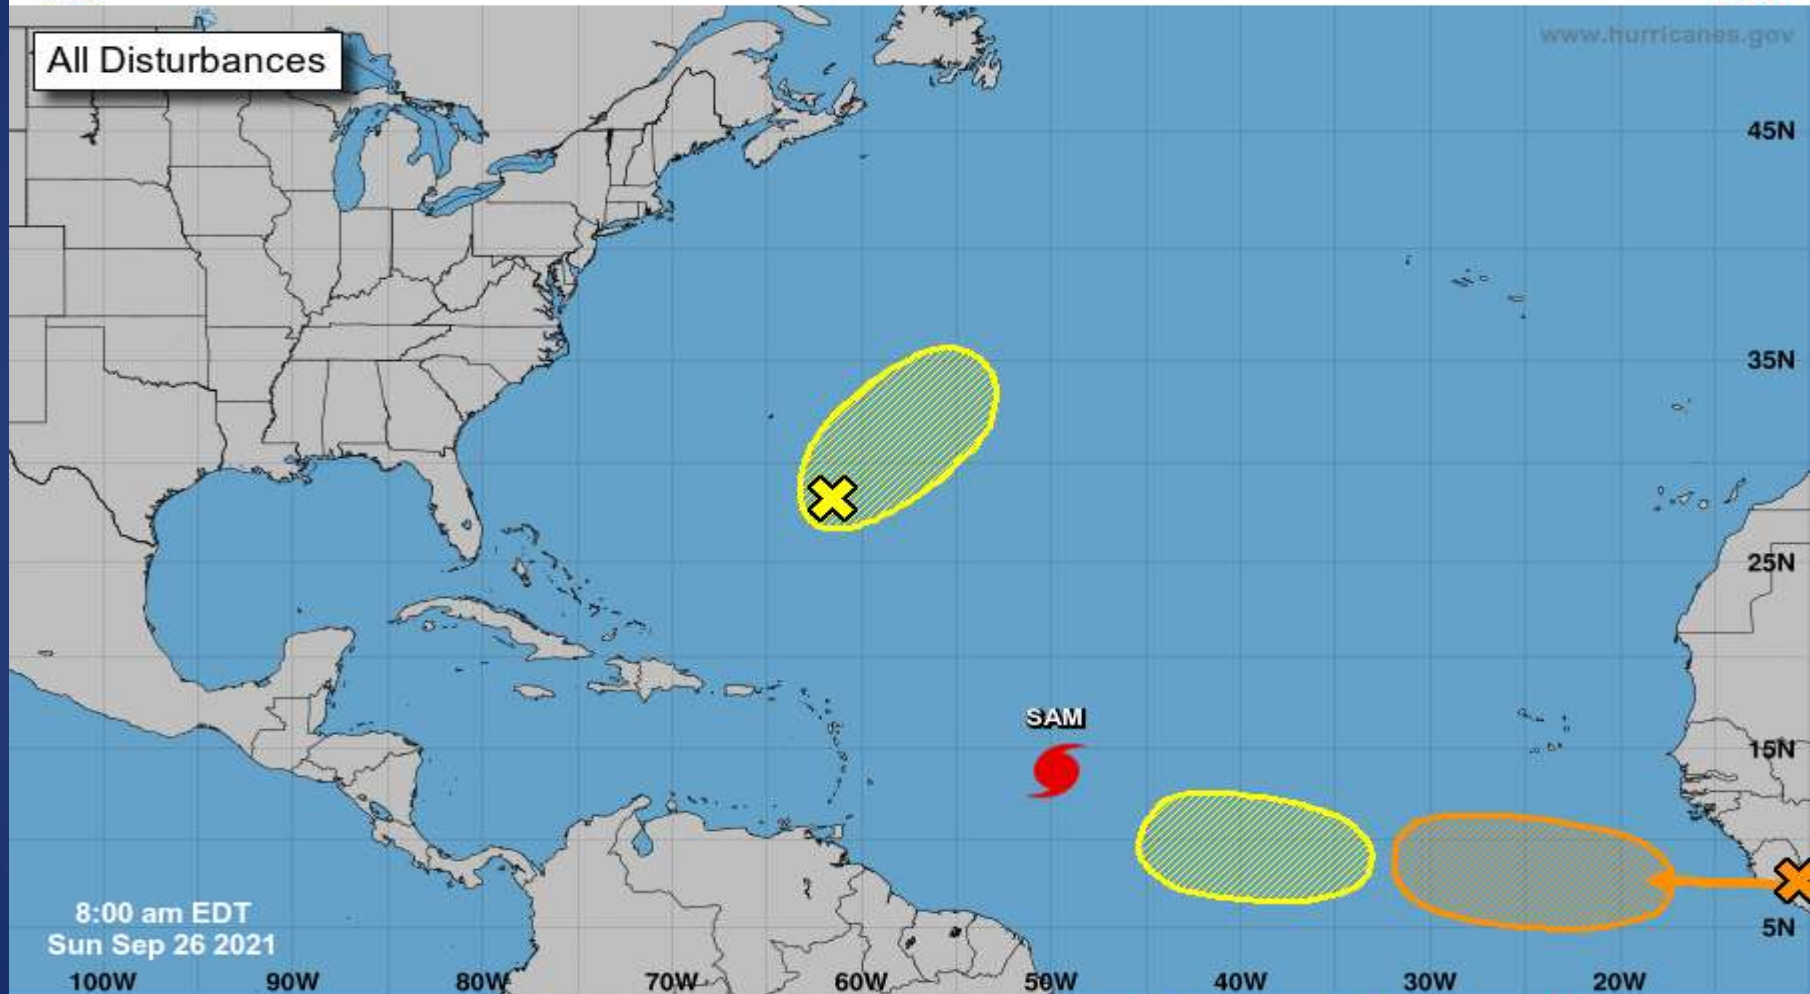 All Disturbances
www.hurricanes.gov
45N
35N
25N
SAM
15N
8:00 am EDT
Sun Sep 26 2021
5N
100W 90W 80W 70W 60W 50W 40W 30W 20W